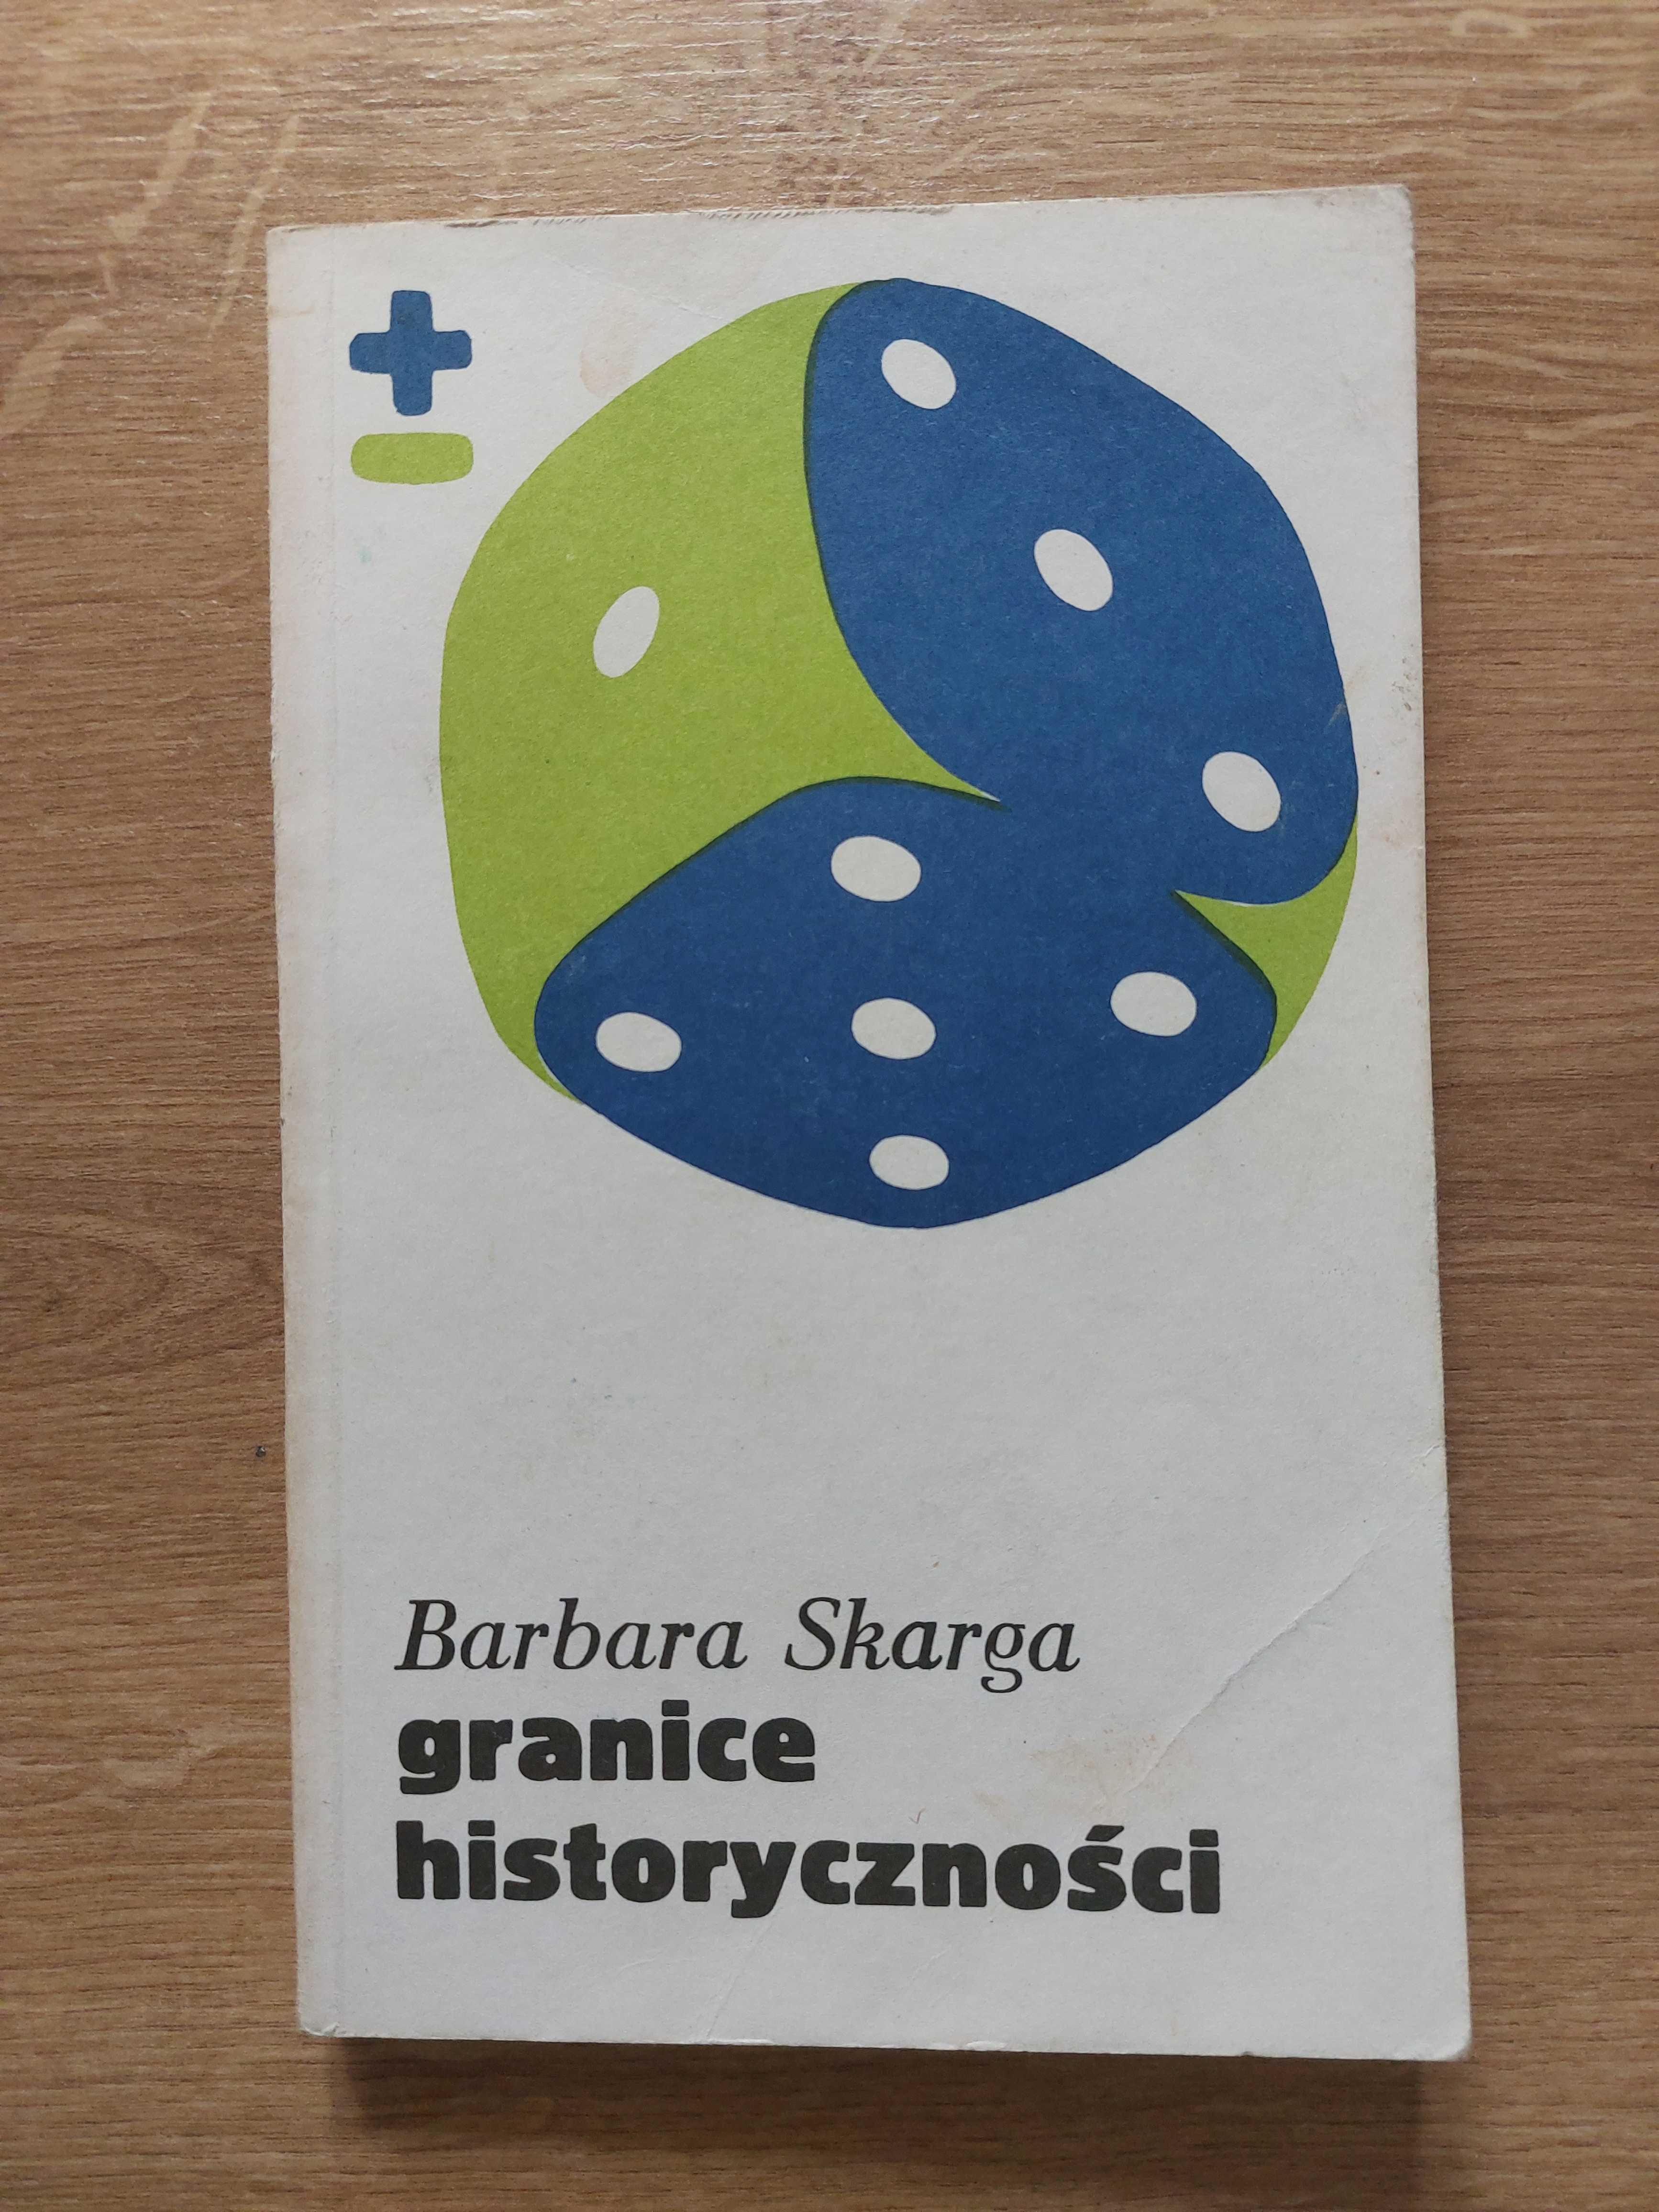 +
−
Barbara Skarga
granice
historyczności